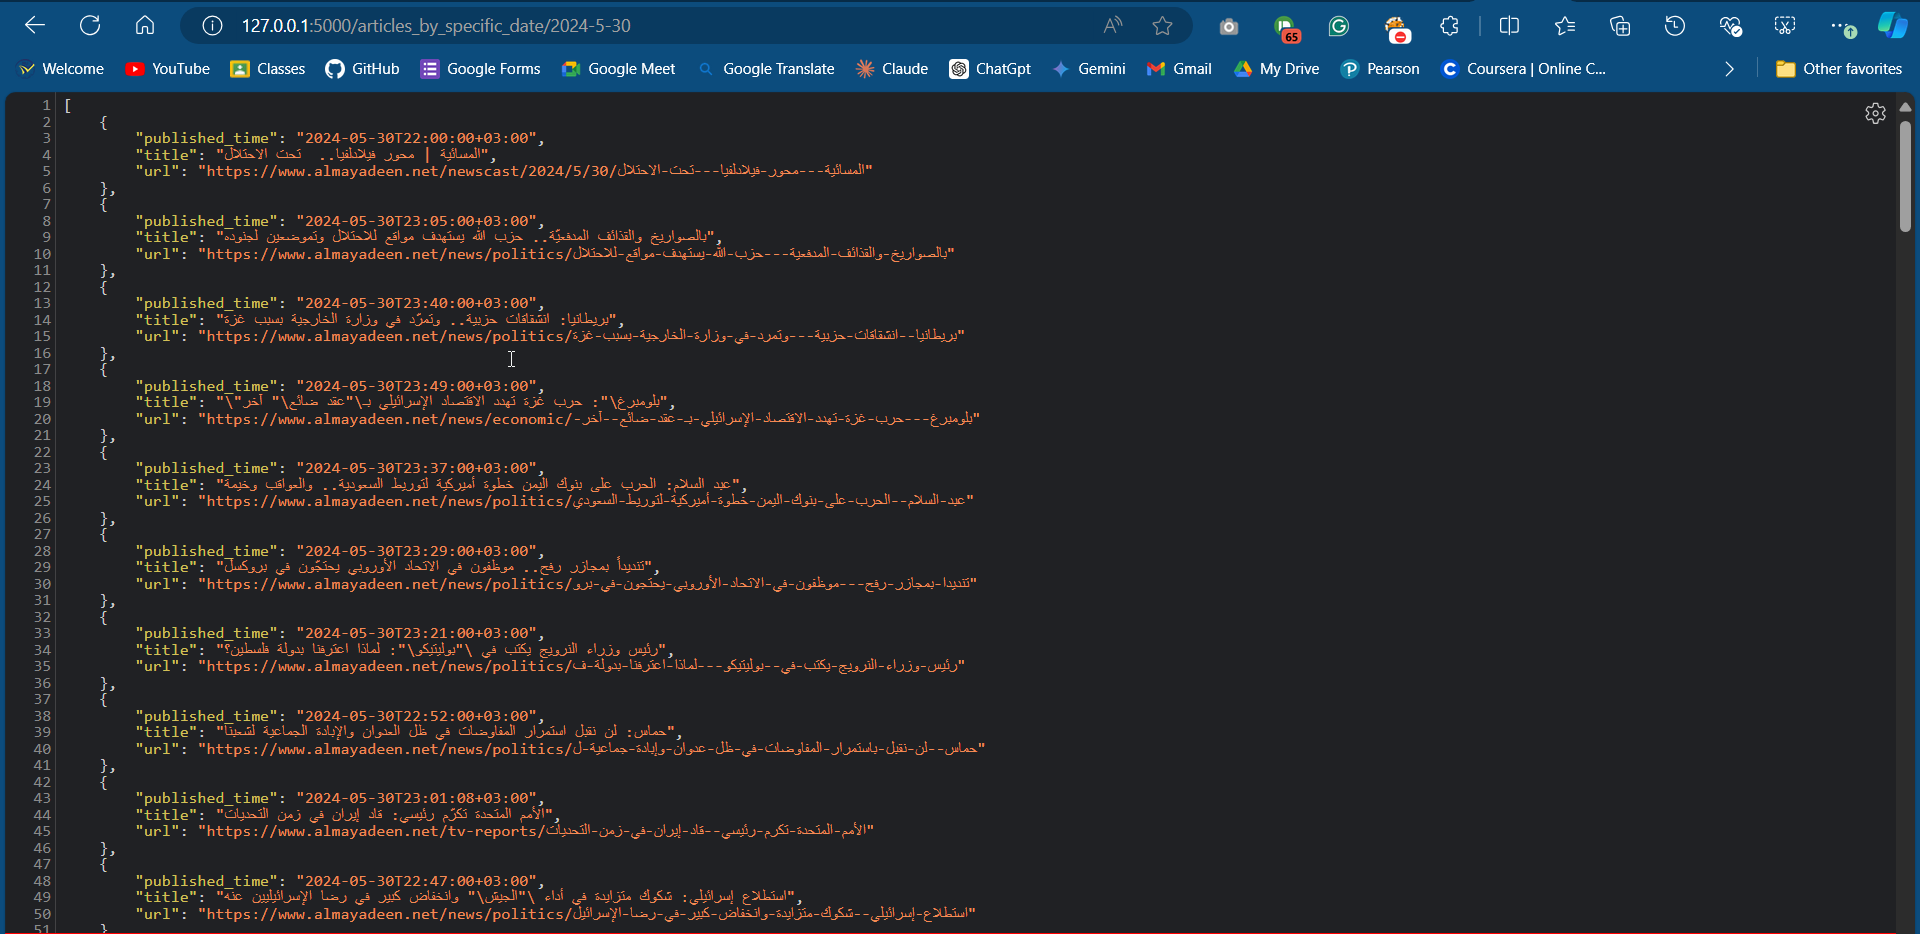 127.0.0.1:5000/articles_by_specific_date/2024-5-30
65
Welcome YouTube Classes GitHub Google Forms Google Meet Google Translate Claude ChatGpt Gemini Gmail My Drive Pearson Coursera | Online C... Other favorites
1 [
2 {
3 "published_time": "2024-05-30T22:00:00+03:00",
4 "title": "المسائية | محور فيلادلفيا.. تحت الاحتلال",
5 "url": "https://www.almayadeen.net/newscast/2024/5/30/المسائية---محور-فيلادلفيا---تحت-الاحتلال"
6 },
7 {
8 "published_time": "2024-05-30T23:05:00+03:00",
9 "title": "بالصواريخ والقذائف المدفعيّة.. حزب الله يستهدف مواقع للاحتلال وتموضعين لجنوده",
10 "url": "https://www.almayadeen.net/news/politics/بالصواريخ-والقذائف-المدفعية---حزب-الله-يستهدف-مواقع-للاحتلال"
11 },
12 {
13 "published_time": "2024-05-30T23:40:00+03:00",
14 "title": "بريطانيا: انشقاقات حزبية.. وتمرّد في وزارة الخارجية بسبب غزة",
15 "url": "https://www.almayadeen.net/news/politics/بريطانيا--انشقاقات-حزبية---وتمرد-في-وزارة-الخارجية-بسبب-غزة"
16 },
17 {
18 "published_time": "2024-05-30T23:49:00+03:00",
19 "title": "\"بلومبرغ\": حرب غزة تهدد الاقتصاد الإسرائيلي بـ\"عقد ضائع\" آخر",
20 "url": "https://www.almayadeen.net/news/economic/-بلومبرغ---حرب-غزة-تهدد-الاقتصاد-الإسرائيلي-بـ-عقد-ضائع--آخر"
21 },
22 {
23 "published_time": "2024-05-30T23:37:00+03:00",
24 "title": "عبد السلام: الحرب على بنوك اليمن خطوة أميركية لتوريط السعودية.. والعواقب وخيمة",
25 "url": "https://www.almayadeen.net/news/politics/عبد-السلام--الحرب-على-بنوك-اليمن-خطوة-أميركية-لتوريط-السعودي"
26 },
27 {
28 "published_time": "2024-05-30T23:29:00+03:00",
29 "title": "تنديداً بمجازر رفح.. موظفون في الاتحاد الأوروبي يحتجّون في بروكسل",
30 "url": "https://www.almayadeen.net/news/politics/تنديدا-بمجازر-رفح---موظفون-في-الاتحاد-الأوروبي-يحتجون-في-برو"
31 },
32 {
33 "published_time": "2024-05-30T23:21:00+03:00",
34 "title": "رئيس وزراء النرويج يكتب في \"بوليتيكو\": لماذا اعترفنا بدولة فلسطين؟",
35 "url": "https://www.almayadeen.net/news/politics/رئيس-وزراء-النرويج-يكتب-في--بوليتيكو---لماذا-اعترفنا-بدولة-ف"
36 },
37 {
38 "published_time": "2024-05-30T22:52:00+03:00",
39 "title": "حماس: لن نقبل استمرار المفاوضات في ظل العدوان والإبادة الجماعية لشعبنا",
40 "url": "https://www.almayadeen.net/news/politics/حماس--لن-نقبل-باستمرار-المفاوضات-في-ظل-عدوان-وإبادة-جماعية-ل"
41 },
42 {
43 "published_time": "2024-05-30T23:01:08+03:00",
44 "title": "الأمم المتحدة تكرّم رئيسي: قاد إيران في زمن التحديات",
45 "url": "https://www.almayadeen.net/tv-reports/الأمم-المتحدة-تكرم-رئيسي--قاد-إيران-في-زمن-التحديات"
46 },
47 {
48 "published_time": "2024-05-30T22:47:00+03:00",
49 "title": "استطلاع إسرائيلي: شكوك متزايدة في أداء \"الجيش\" وانخفاض كبير في رضا الإسرائيليين عنه",
50 "url": "https://www.almayadeen.net/news/politics/استطلاع-إسرائيلي--شكوك-متزايدة-وانخفاض-كبير-في-رضا-الإسرائيل"
51 }